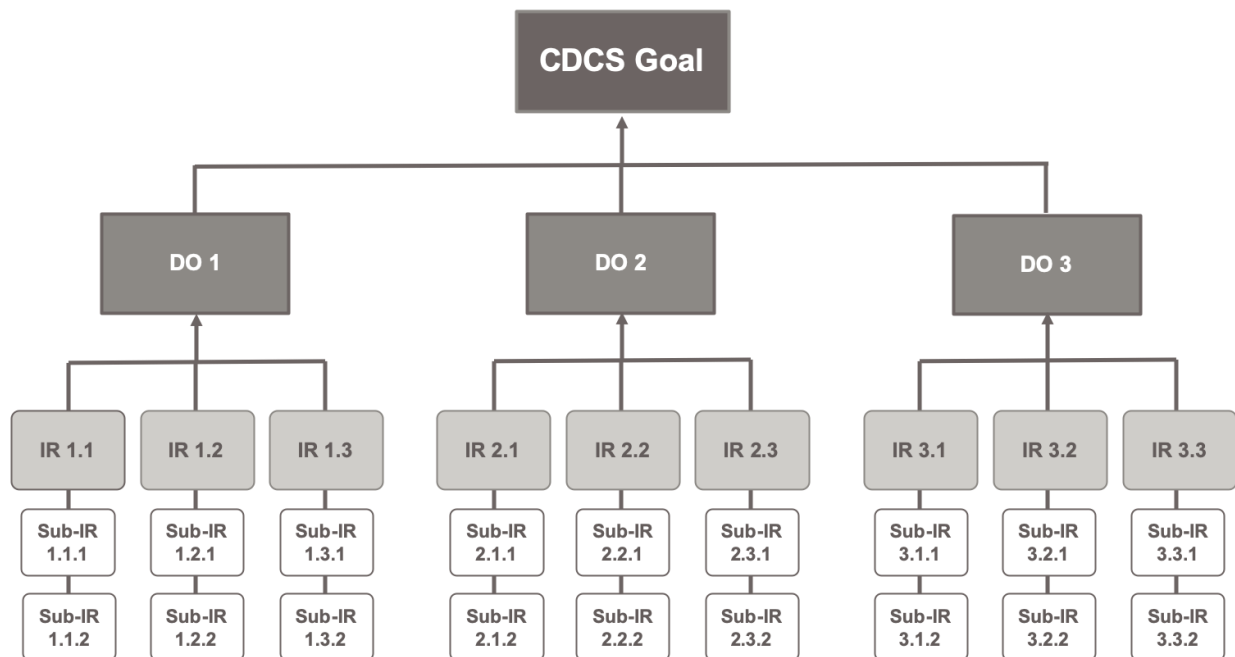 CDCS Goal
DO 1
DO 2
DO 3
IR 1.1
IR 1.2
IR 1.3
IR 2.1
IR 2.2
IR 2.3
IR 3.1
IR 3.2
IR 3.3
Sub-IR
1.1.1
Sub-IR
1.2.1
Sub-IR
1.3.1
Sub-IR
2.1.1
Sub-IR
2.2.1
Sub-IR
2.3.1
Sub-IR
3.1.1
Sub-IR
3.2.1
Sub-IR
3.3.1
Sub-IR
1.1.2
Sub-IR
1.2.2
Sub-IR
1.3.2
Sub-IR
2.1.2
Sub-IR
2.2.2
Sub-IR
2.3.2
Sub-IR
3.1.2
Sub-IR
3.2.2
Sub-IR
3.3.2